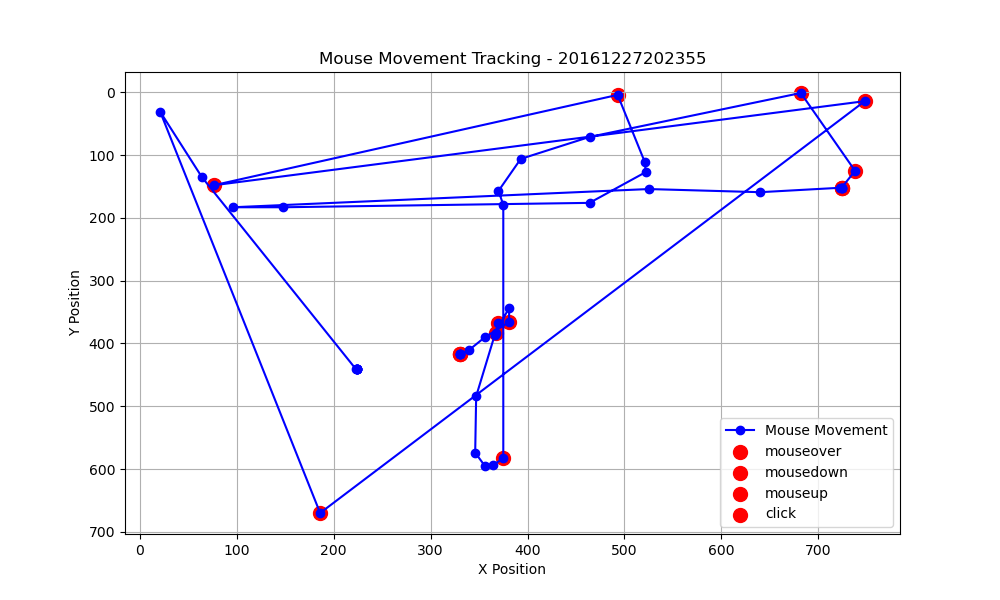 Mouse Movement Tracking - 20161227202355
Y Position
0
100
200
300
400
500
600
700
Mouse Movement
mouseover
mousedown
mouseup
click
0 100 200 300 400 500 600 700
X Position